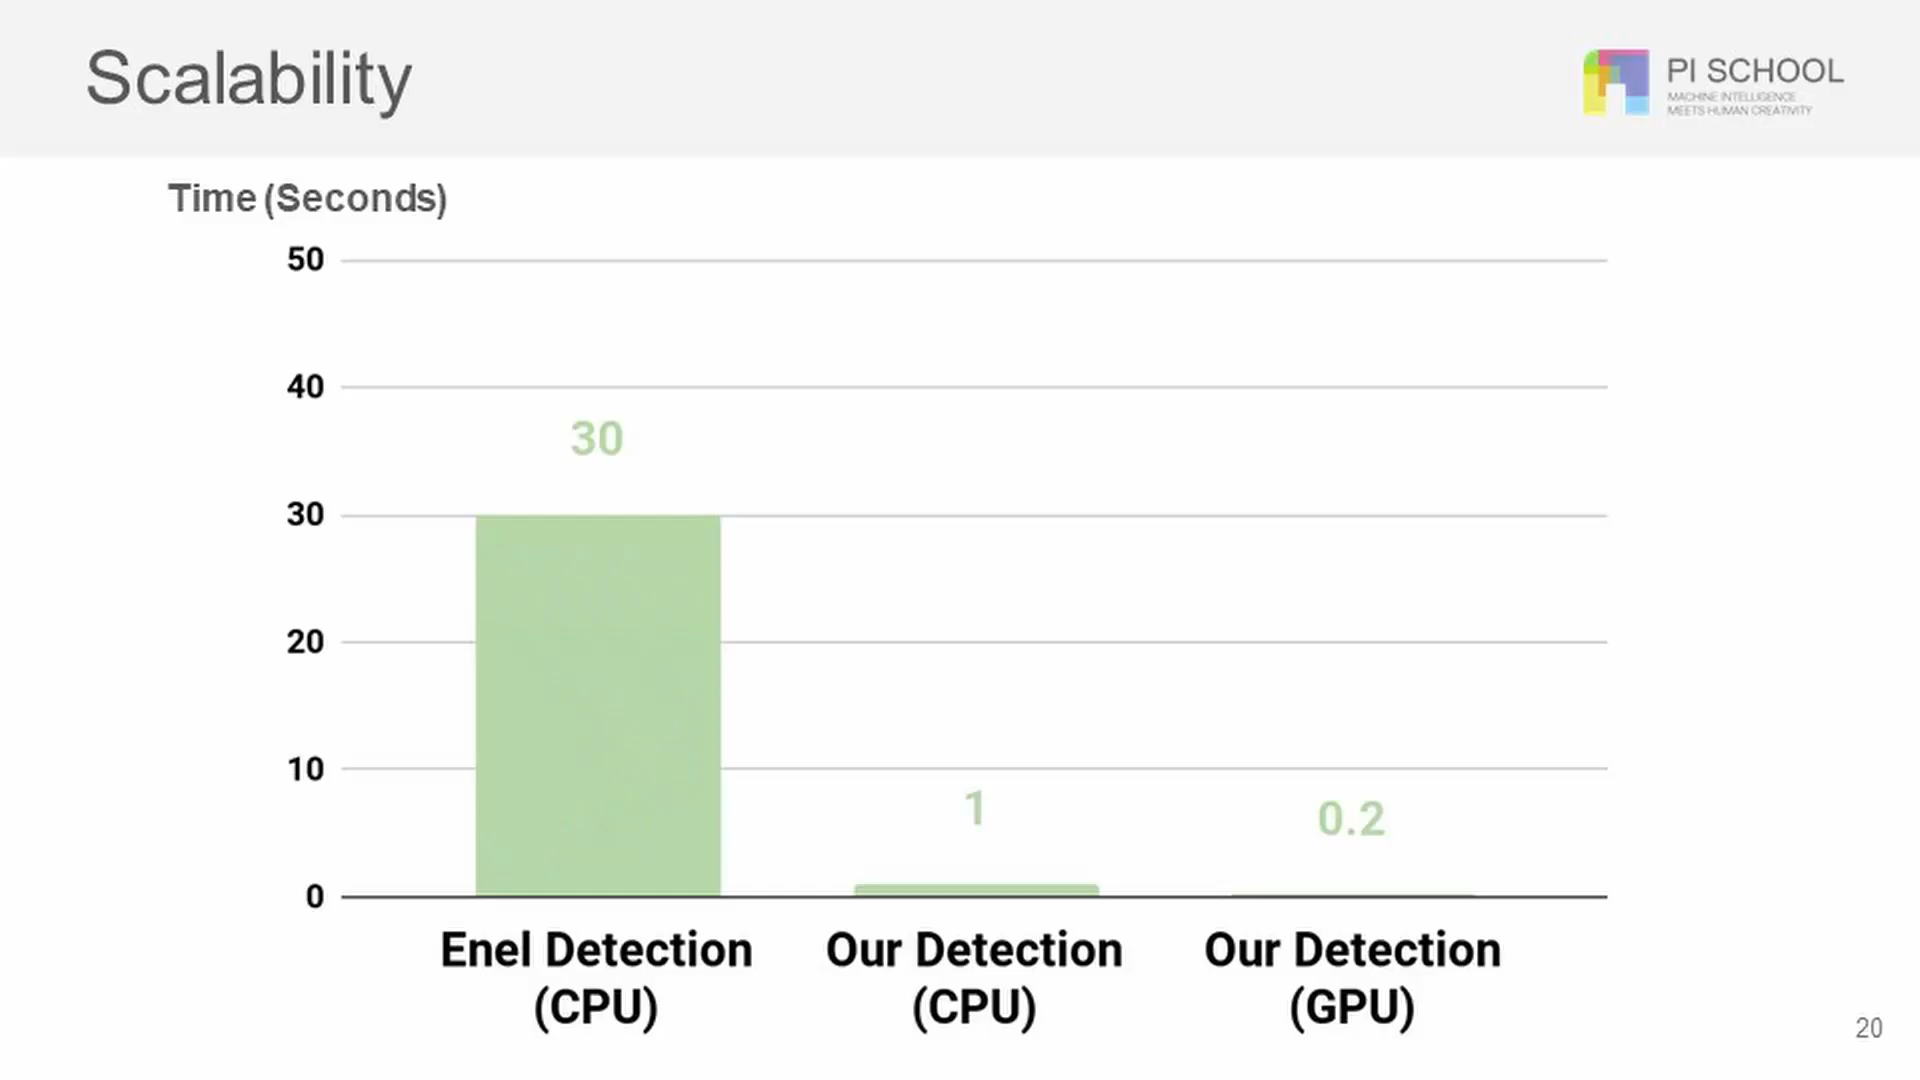 Scalability
PI SCHOOL
MACHINE INTELLIGENCE
MEETS HUMAN CREATIVITY
Time (Seconds)
50
40
30
30
20
10
1
0.2
0
Enel Detection
(CPU)
Our Detection
(CPU)
Our Detection
(GPU)
20